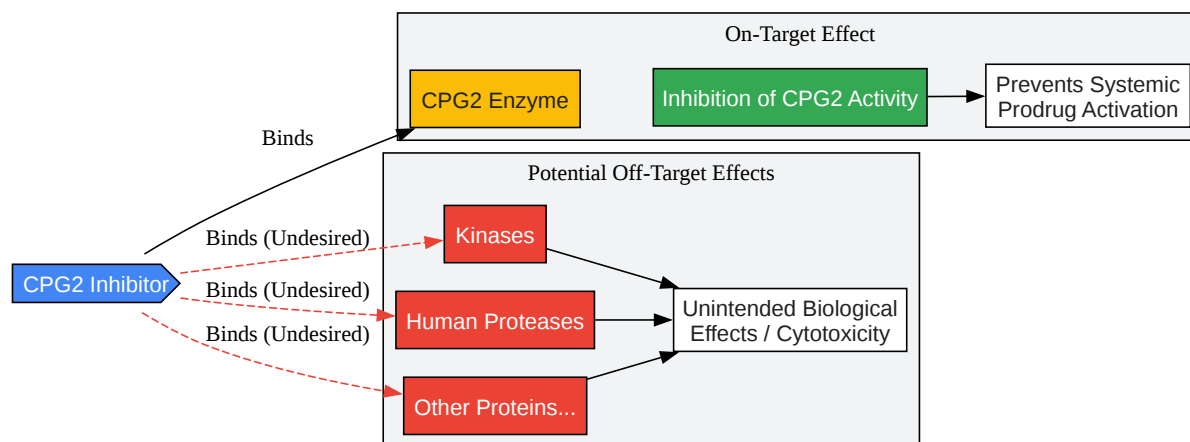 On-Target Effect
CPG2 Enzyme
Inhibition of CPG2 Activity
Prevents Systemic
Prodrug Activation
Binds
Potential Off-Target Effects
Binds (Undesired)
Kinases
CPG2 Inhibitor
Binds (Undesired)
Human Proteases
Unintended Biological
Effects / Cytotoxicity
Binds (Undesired)
Other Proteins...